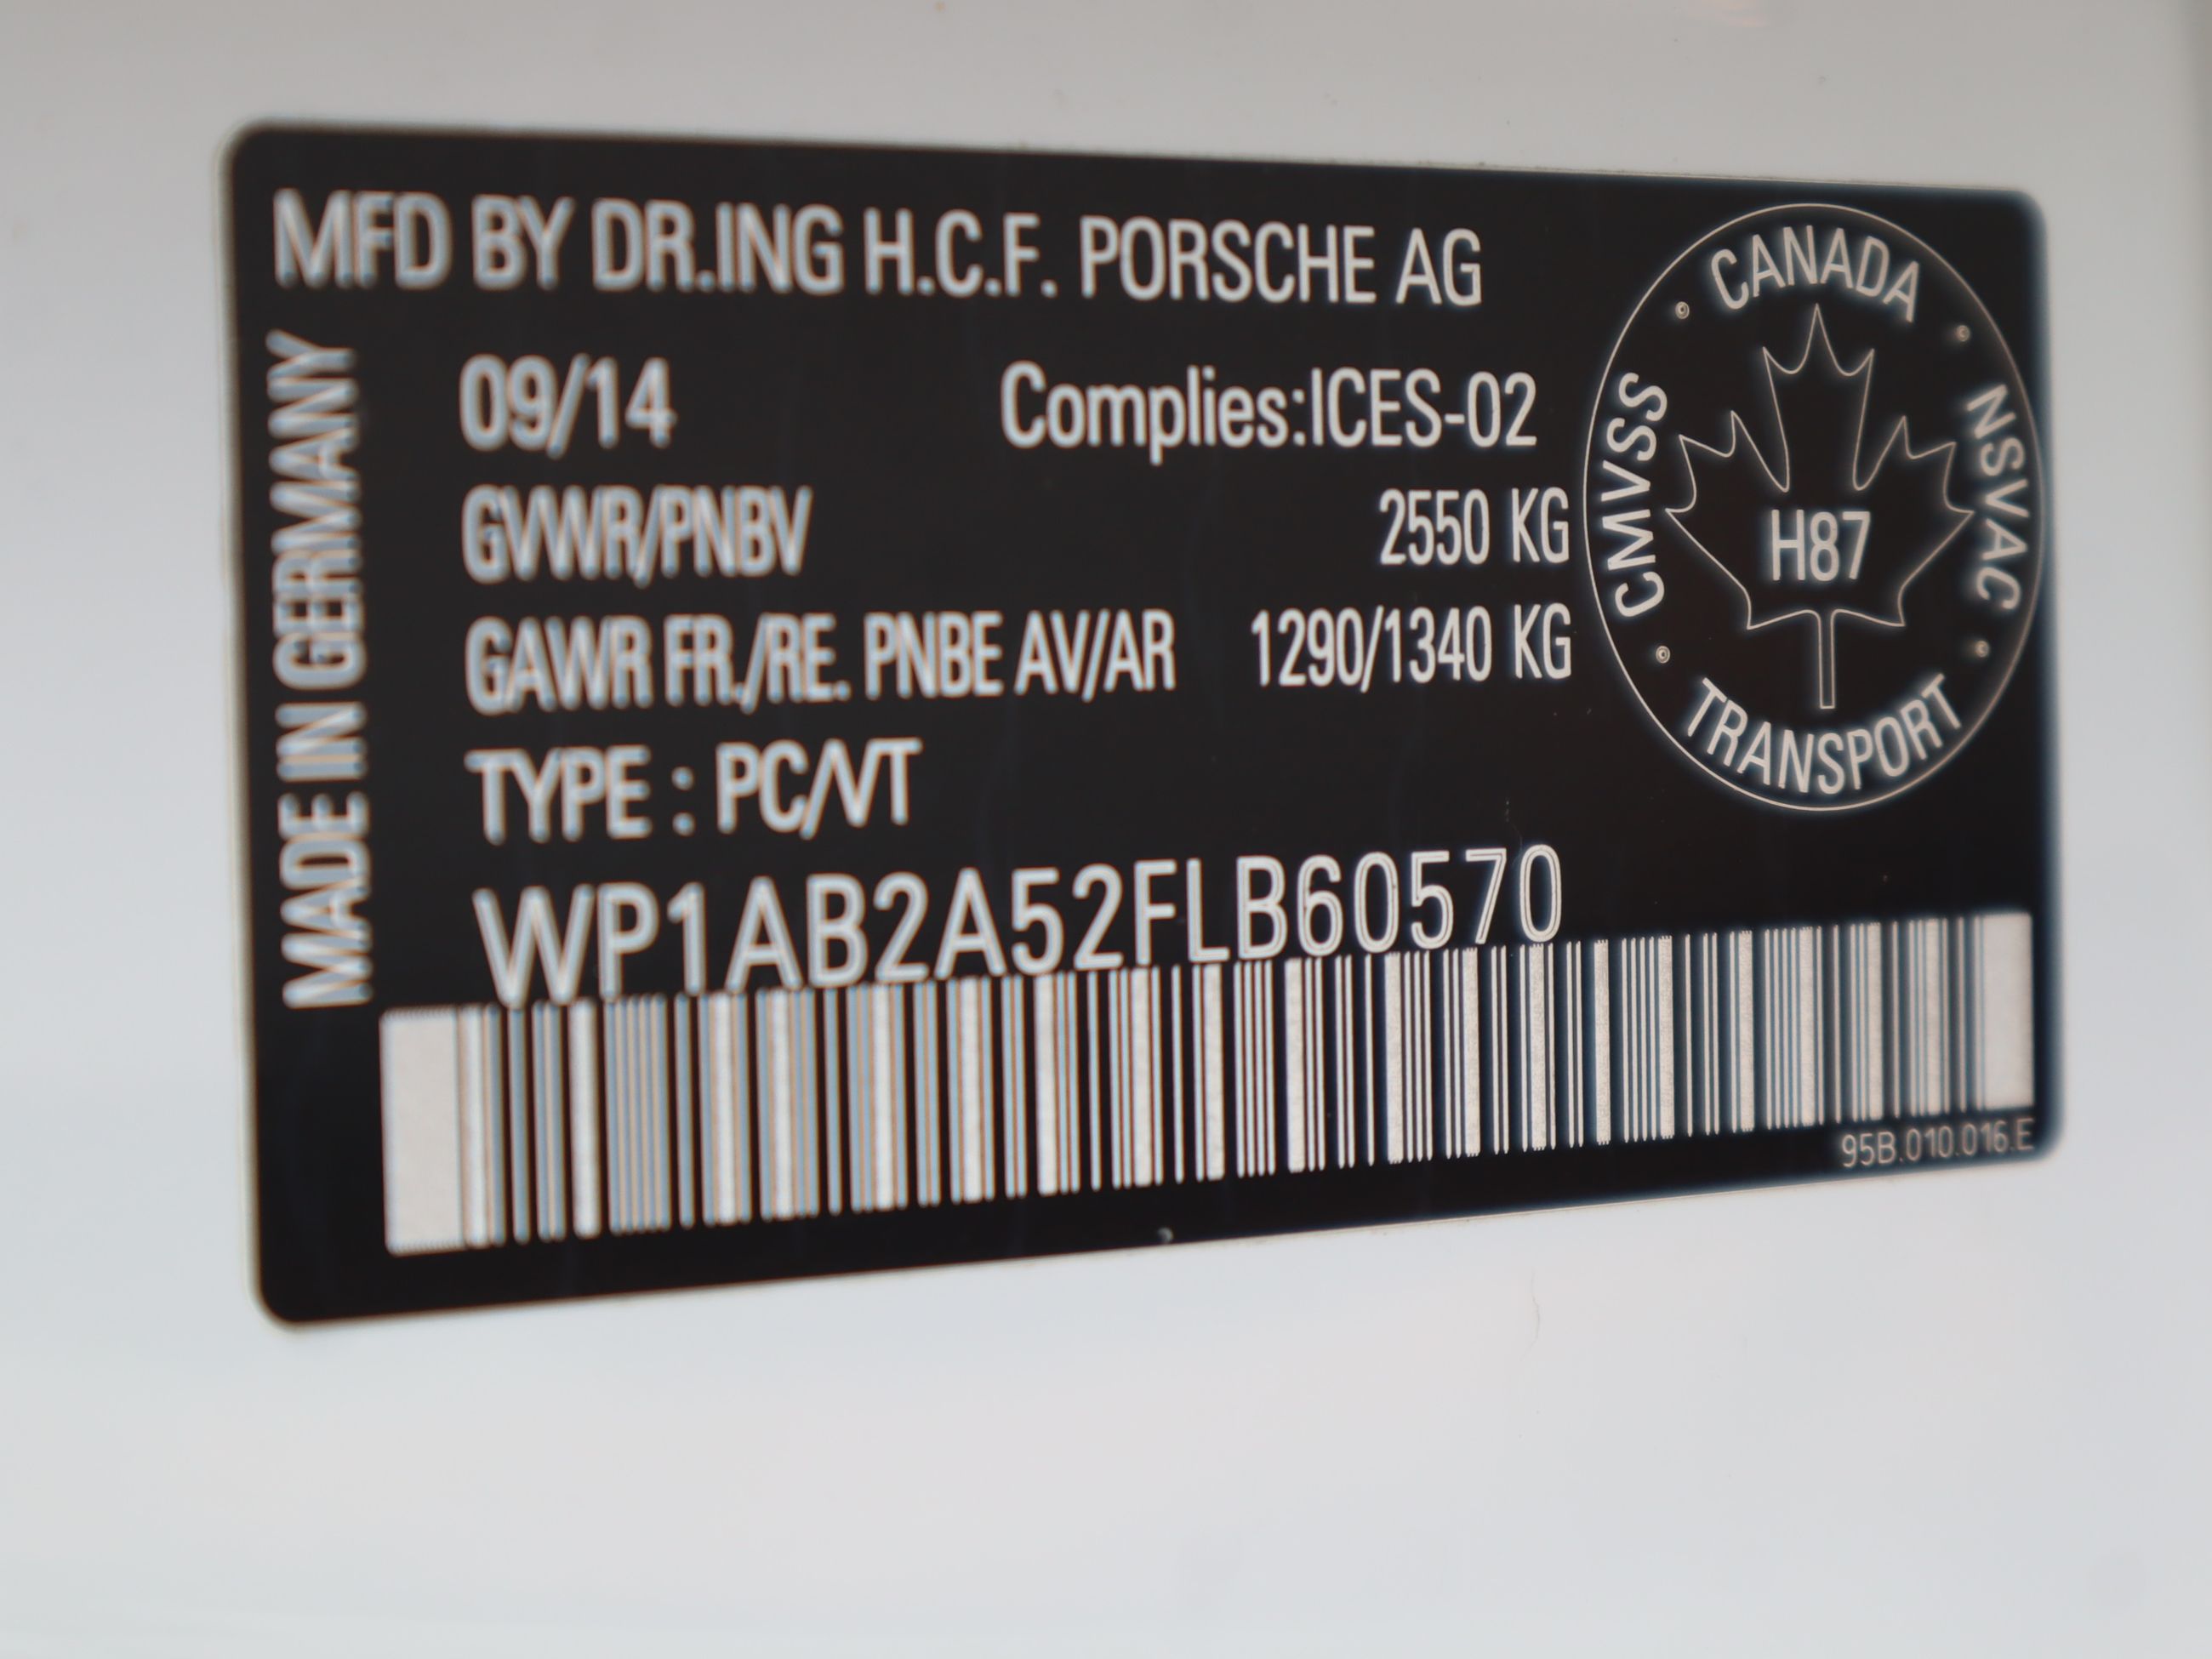 MFD BY DR.ING H.C.F. PORSCHE AG
MADE IN GERMANY
09/14 Complies:ICES-02
GVWR/PNBV 2550 KG
GAWR FR./RE. PNBE AV/AR 1290/1340 KG
TYPE : PC/VT
WP1AB2A52FLB60570
CANADA
CMVSS
NSVAC
H87
TRANSPORT
95B.010.016.E